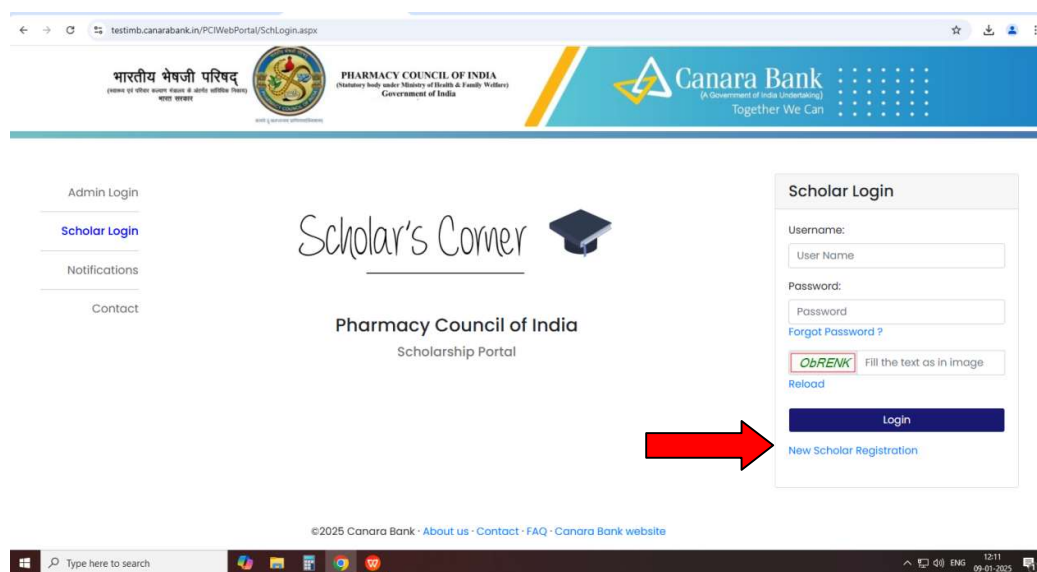 testimb.canarabank.in/PCIWebPortal/SchLogin.aspx
भारतीय भेषजी परिषद्
भारत सरकार
PHARMACY COUNCIL OF INDIA
(Statutory body under Ministry of Health & Family Welfare)
Government of India
Canara Bank
(A Government of India Undertaking)
Together We Can
Admin Login
Scholar Login
Notifications
Contact
Scholar's Corner
Pharmacy Council of India
Scholarship Portal
Scholar Login
Username:
User Name
Password:
Password
Forgot Password ?
ObRENK Fill the text as in image
Reload
Login
New Scholar Registration
©2025 Canara Bank · About us · Contact · FAQ · Canara Bank website
Type here to search
ENG
12:11
09-01-2025